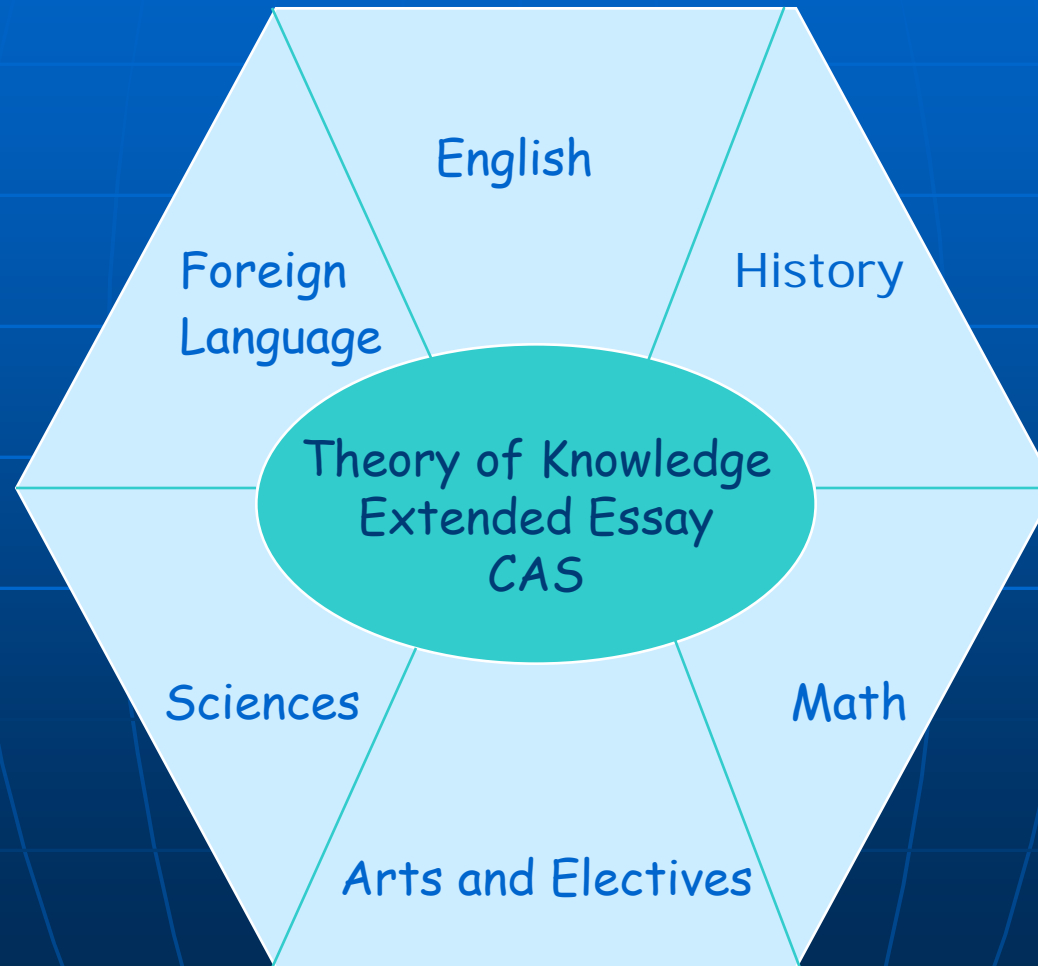 English
Foreign
Language
History
Theory of Knowledge
Extended Essay
CAS
Sciences
Math
Arts and Electives